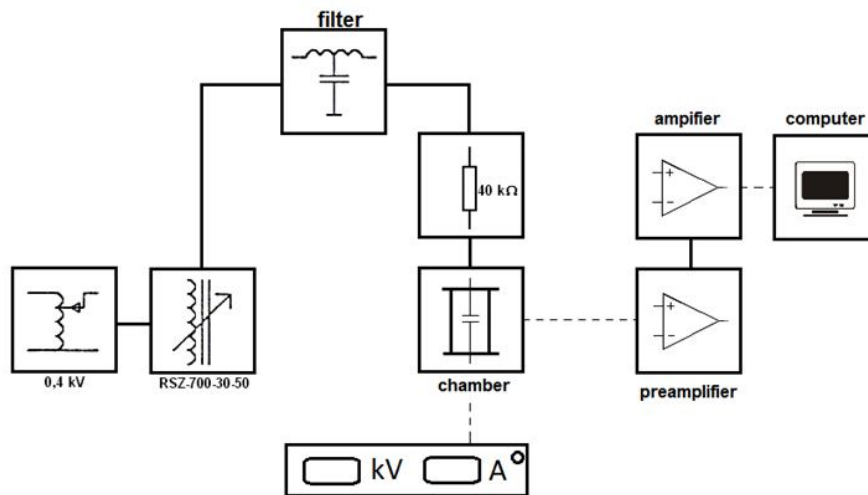 filter
ampifier
computer
40 kΩ
0,4 kV
RSZ-700-30-50
chamber
preamplifier
kV A°